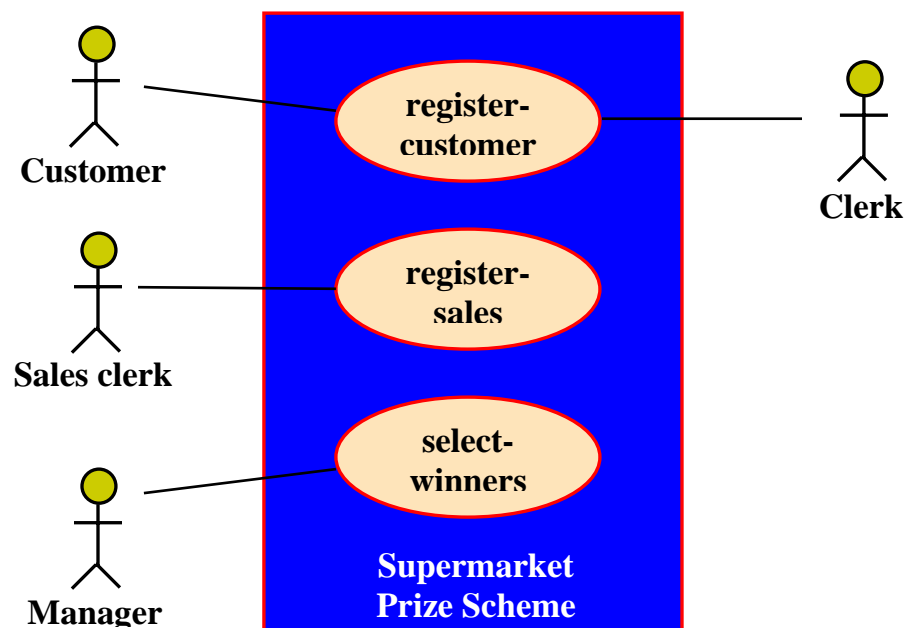 register-
customer
Customer
Clerk
register-
sales
Sales clerk
select-
winners
Manager
Supermarket
Prize Scheme